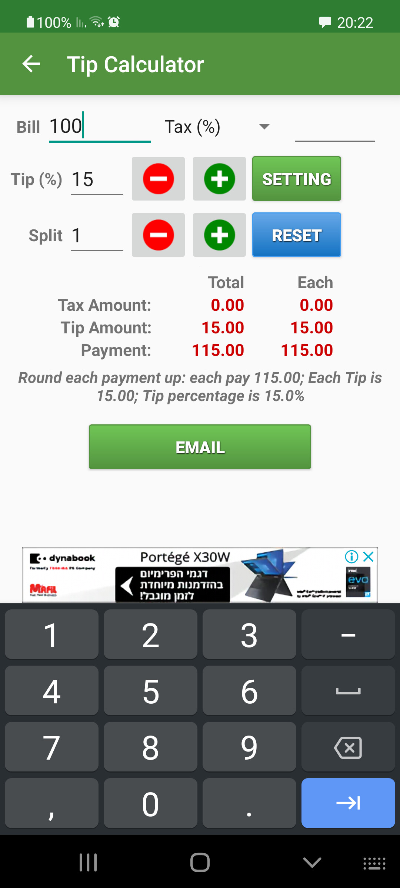 100% 20:22
Tip Calculator
Bill 100 Tax (%)
Tip (%) 15 SETTING
Split 1 RESET
Total Each
Tax Amount: 0.00 0.00
Tip Amount: 15.00 15.00
Payment: 115.00 115.00
Round each payment up: each pay 115.00; Each Tip is
15.00; Tip percentage is 15.0%
EMAIL
dynabook Portégé X30W
דגמי הפרימיום
בהזדמנות מיוחדת
לזמן מוגבל!
evo
1 2 3 -
4 5 6
7 8 9
, 0 .